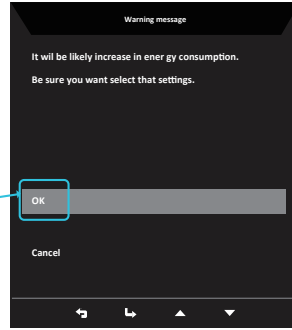 Warning message
It wil be likely increase in ener gy consumption.
Be sure you want select that settings.
OK
Cancel